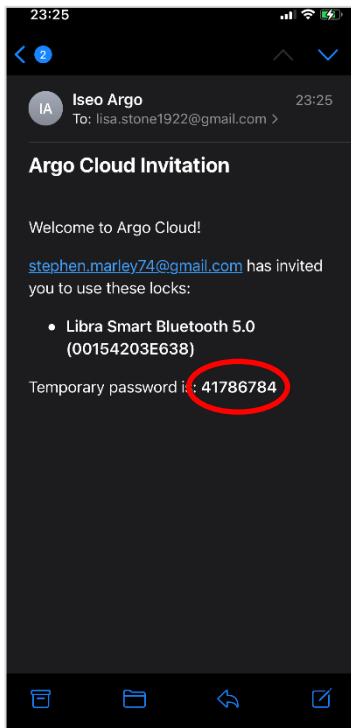 23:25
2
IA
Iseo Argo
23:25
To: lisa.stone1922@gmail.com >
Argo Cloud Invitation
Welcome to Argo Cloud!
stephen.marley74@gmail.com has invited
you to use these locks:
• Libra Smart Bluetooth 5.0
(00154203E638)
Temporary password is: 41786784